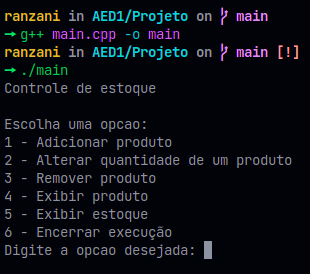 ranzani in AED1/Projeto on main
→ g++ main.cpp -o main
ranzani in AED1/Projeto on main [!]
→ ./main
Controle de estoque
Escolha uma opcao:
1 - Adicionar produto
2 - Alterar quantidade de um produto
3 - Remover produto
4 - Exibir produto
5 - Exibir estoque
6 - Encerrar execução
Digite a opcao desejada: